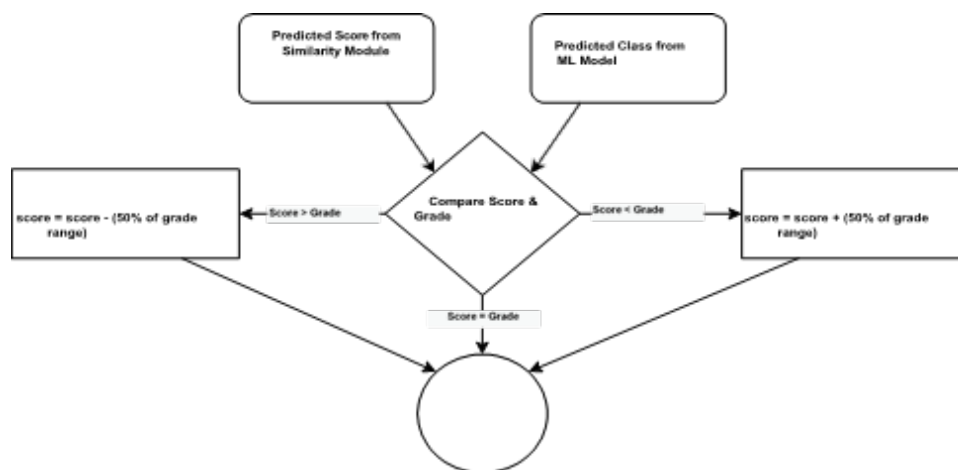 Predicted Score from
Similarity Module
Predicted Class from
ML Model
Compare Score &
Grade
Score > Grade
Score < Grade
score = score - (50% of grade
range)
score = score + (50% of grade
range)
Score = Grade